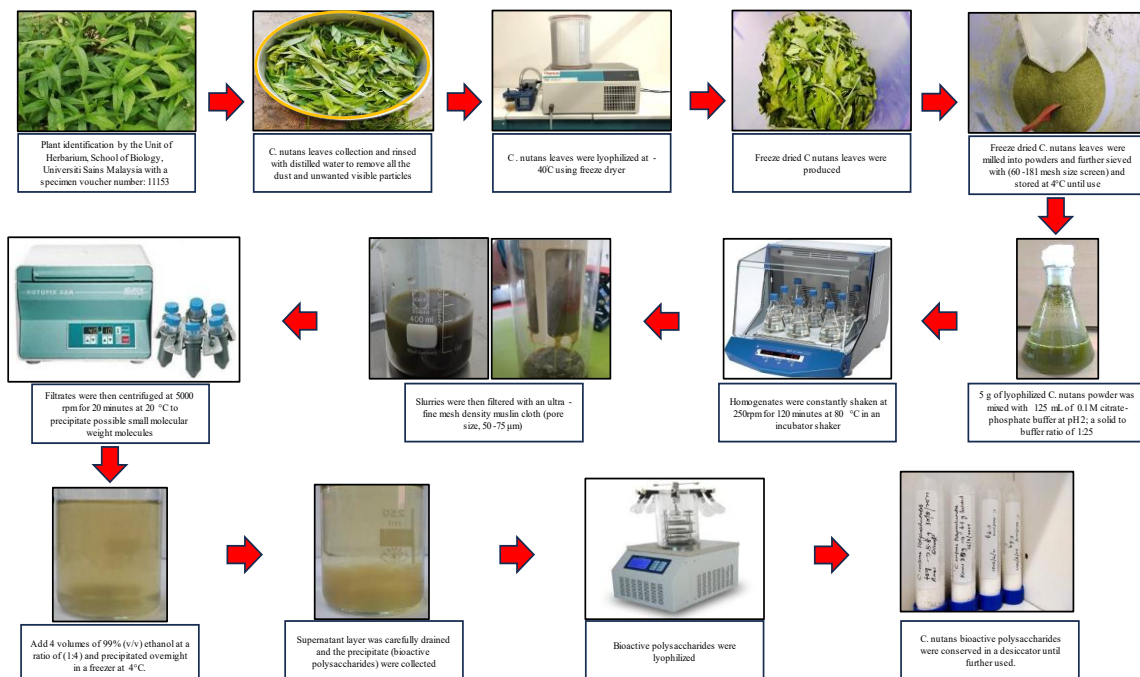 Plant identification by the Unit of
Herbarium, School of Biology,
Universiti Sains Malaysia with a
specimen voucher number: 11153
C. nutans leaves collection and rinsed
with distilled water to remove all the
dust and unwanted visible particles
C . nutans leaves were lyophilized at -
40C using freeze dryer
Freeze dried C nutans leaves were
produced
Freeze dried C. nutans leaves were
milled into powders and further sieved
with (60 -181 mesh size screen) and
stored at 4°C until use
Filtrates were then centrifuged at 5000
rpm for 20 minutes at 20 °C to
precipitate possible small molecular
weight molecules
400 ml
Slurries were then filtered with an ultra -
fine mesh density muslin cloth (pore
size, 50 -75 µm)
Homogenates were constantly shaken at
250rpm for 120 minutes at 80 °C in an
incubator shaker
5 g of lyophilized C. nutans powder was
mixed with 125 mL of 0.1M citrate-
phosphate buffer at pH2; a solid to
buffer ratio of 1:25
Add 4 volumes of 99% (v/v) ethanol at a
ratio of (1:4) and precipitated overnight
in a freezer at 4°C.
250
Supernatant layer was carefully drained
and the precipitate (bioactive
polysaccharides) were collected
Bioactive polysaccharides were
lyophilized
C. nutans bioactive polysaccharides
were conserved in a desiccator until
further used.